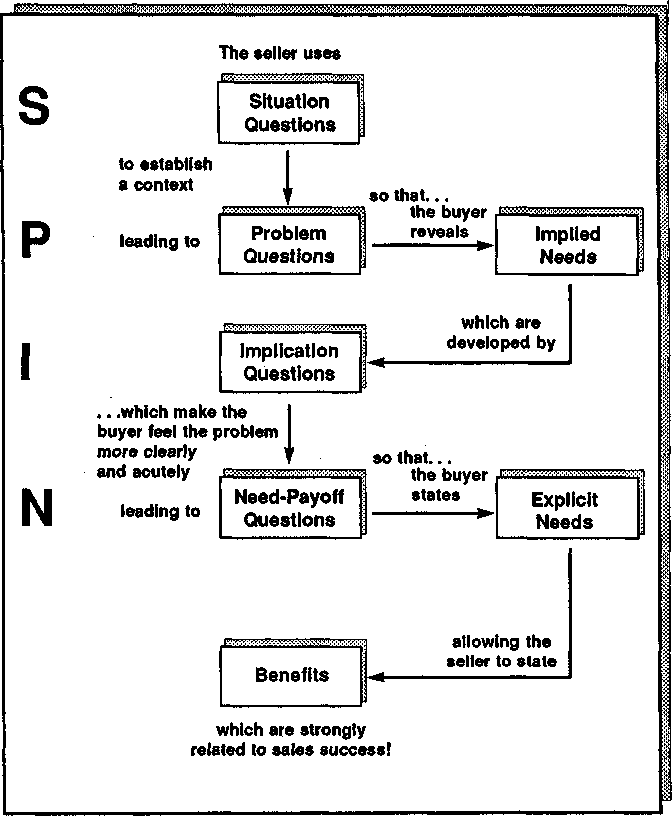 The seller uses
S
Situation
Questions
to establish
a context
so that. . .
the buyer
reveals
P
leading to
Problem
Questions
Implied
Needs
which are
developed by
I
Implication
Questions
. . .which make the
buyer feel the problem
more clearly
and acutely
so that. . .
the buyer
states
N
leading to
Need-Payoff
Questions
Explicit
Needs
allowing the
seller to state
Benefits
which are strongly
related to sales success!